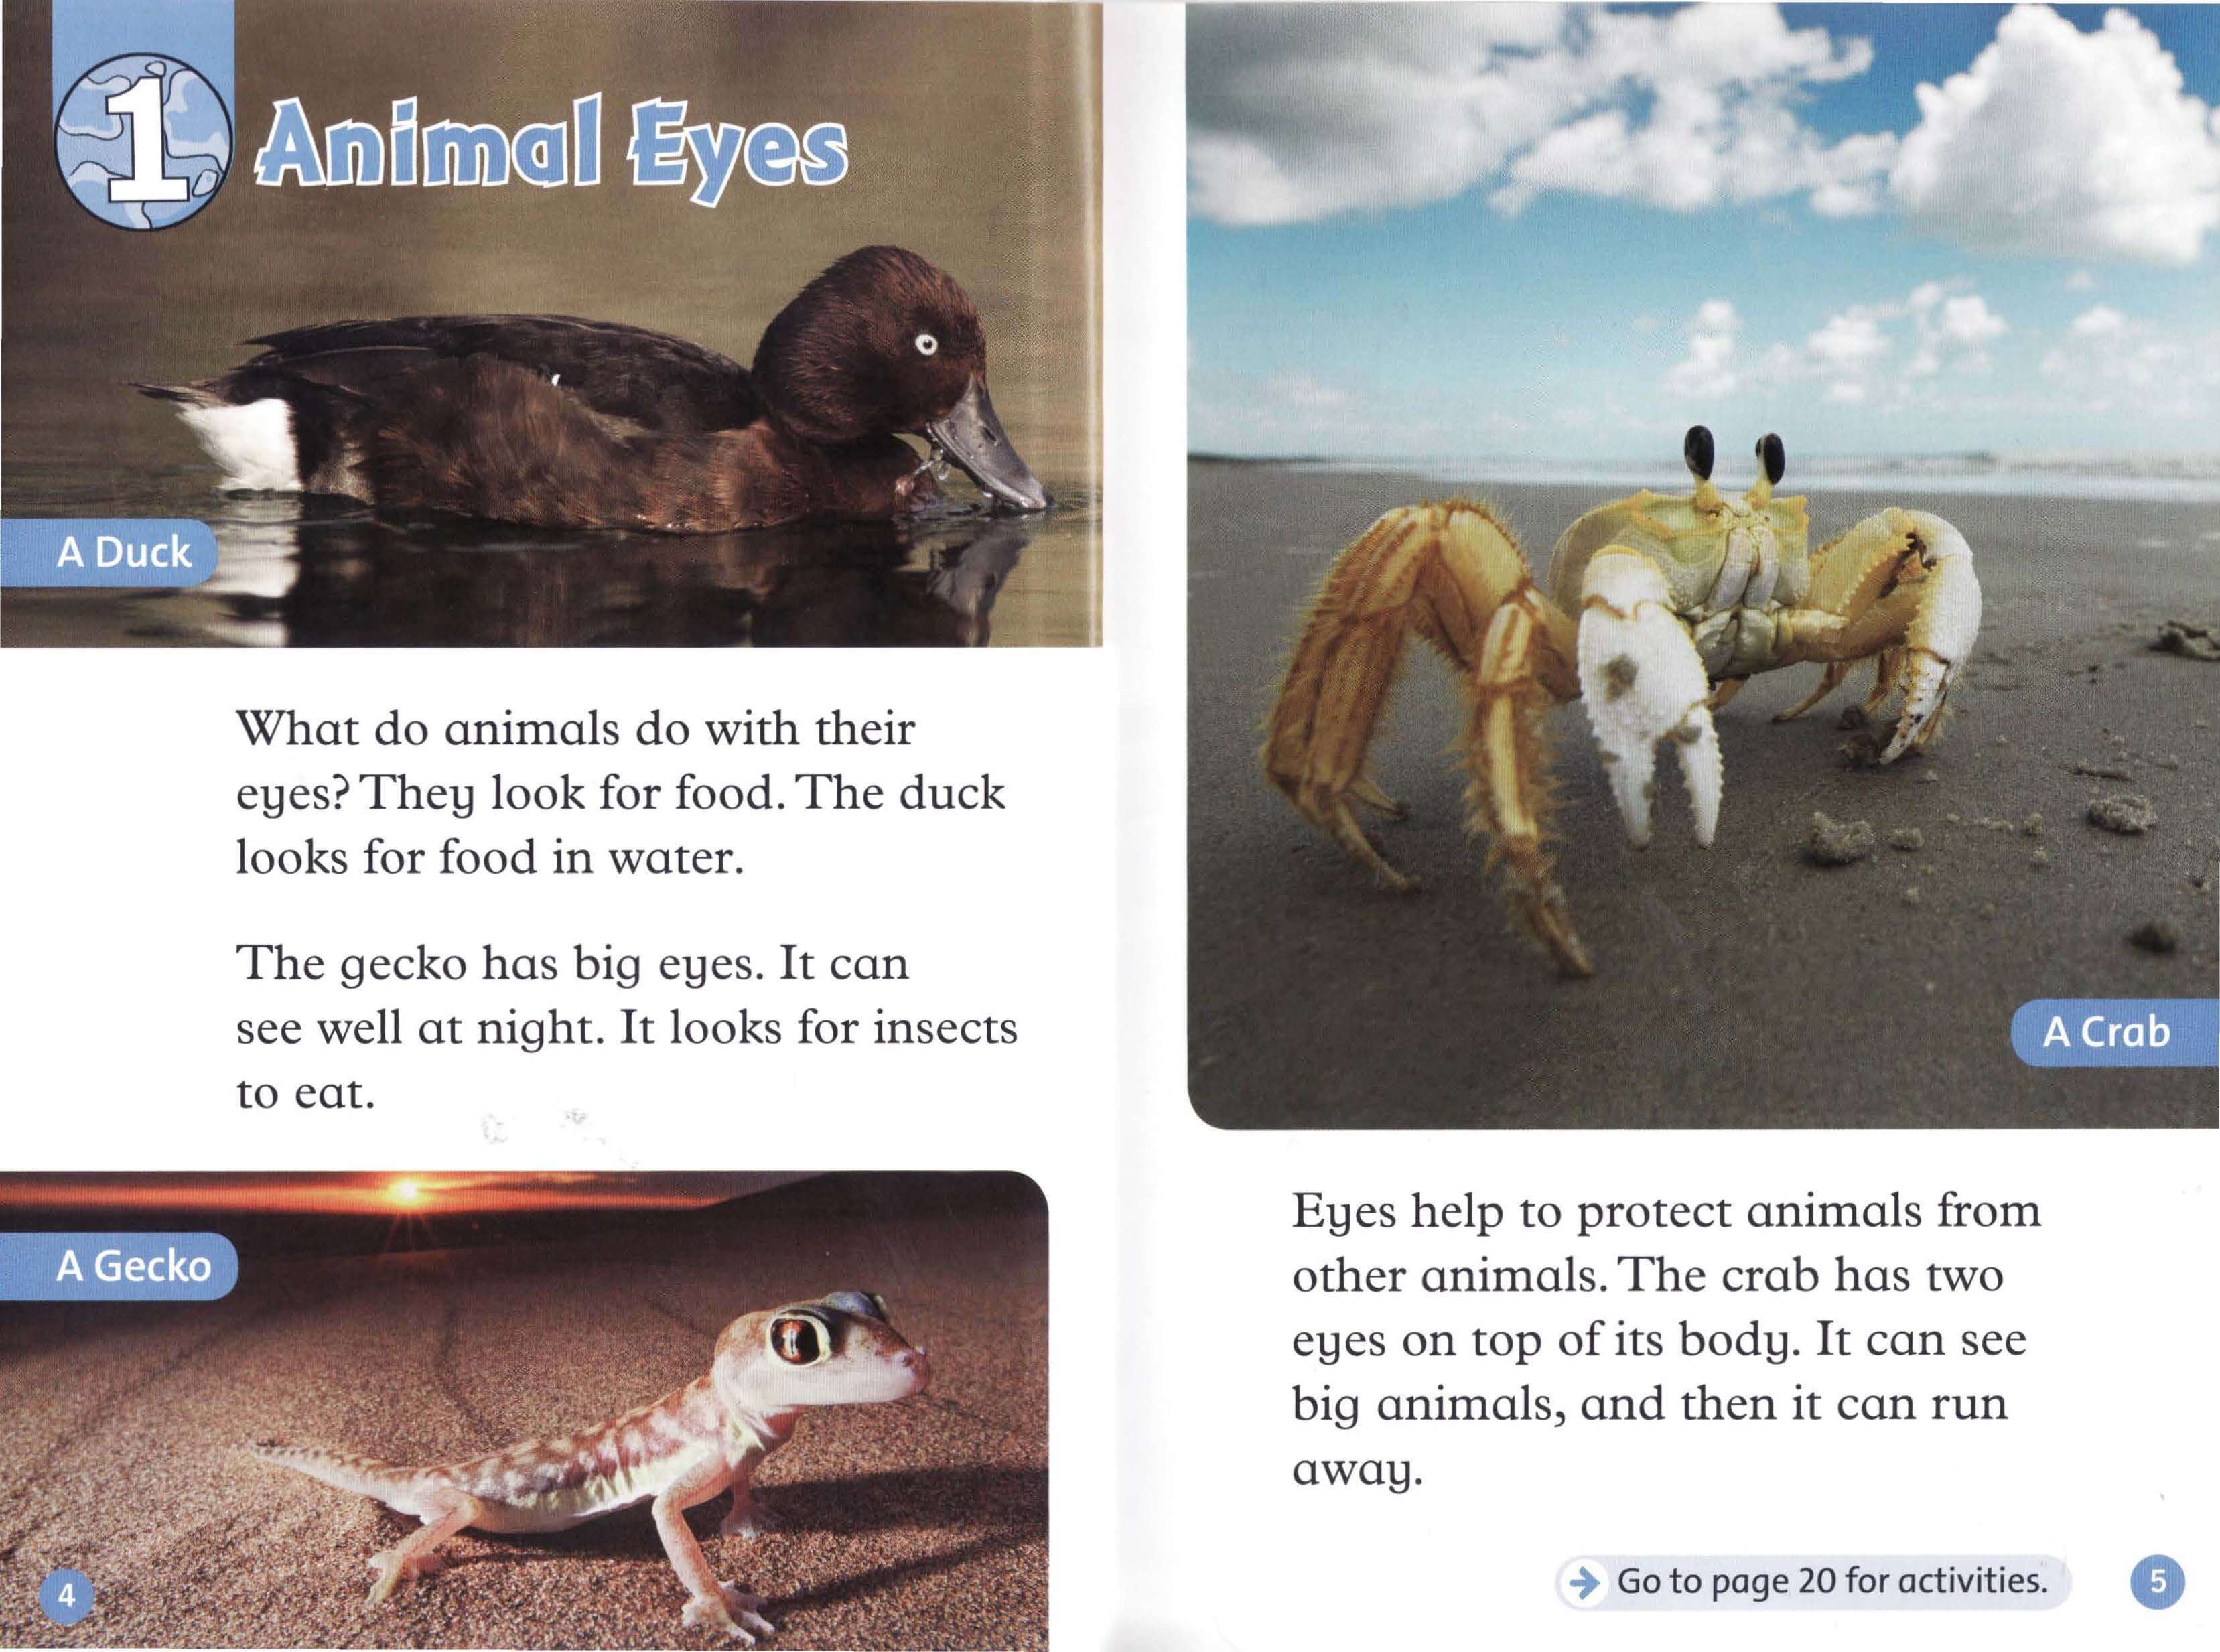 1
Animal Eyes
A Duck
What do animals do with their
eyes? They look for food. The duck
looks for food in water.
The gecko has big eyes. It can
see well at night. It looks for insects
to eat.
A Gecko
4
A Crab
Eyes help to protect animals from
other animals. The crab has two
eyes on top of its body. It can see
big animals, and then it can run
away.
Go to page 20 for activities.
5